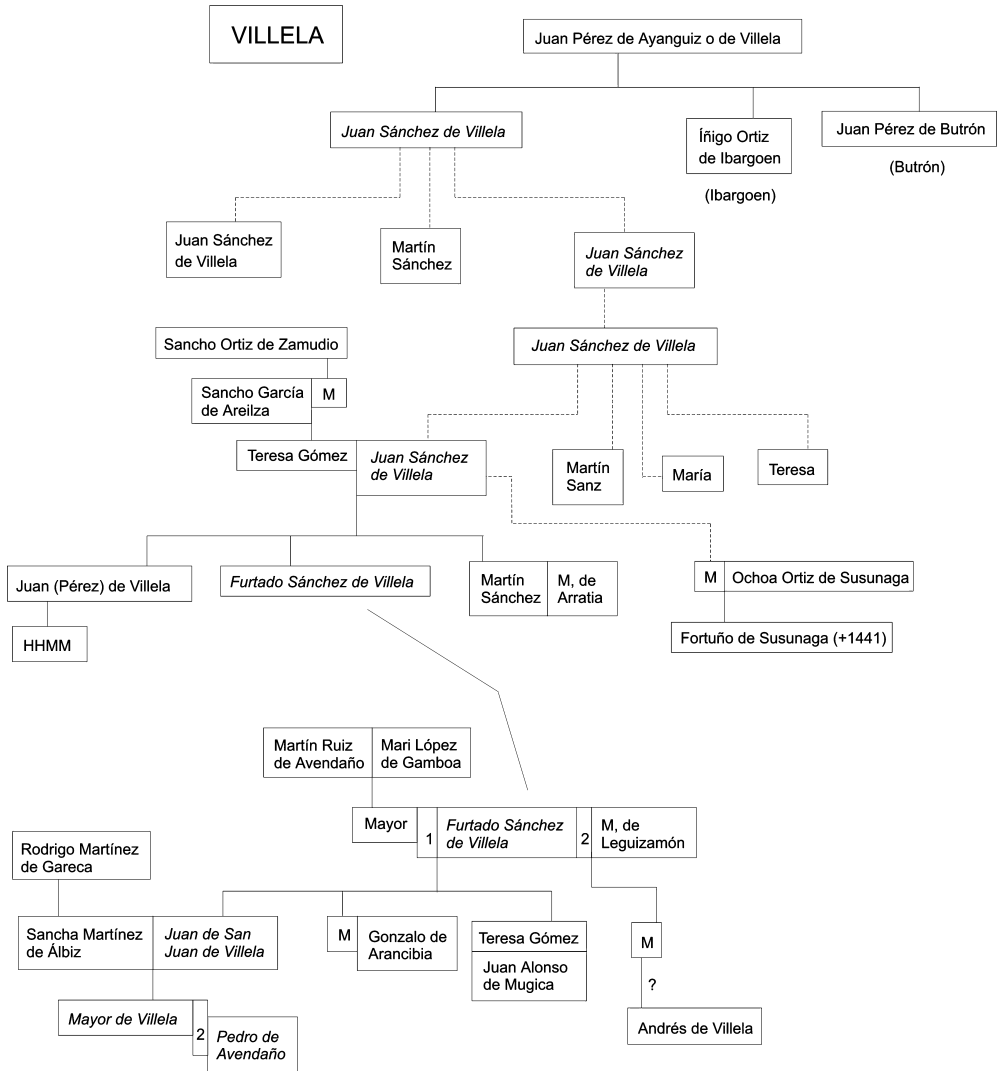 VILLELA
Juan Pérez de Ayanguiz o de Villela
Juan Sánchez de Villela
Íñigo Ortiz
de Ibargoen
(Ibargoen)
Juan Pérez de Butrón
(Butrón)
Juan Sánchez
de Villela
Martín
Sánchez
Juan Sánchez
de Villela
Sancho Ortiz de Zamudio
Juan Sánchez de Villela
Sancho García
de Areilza
M
Teresa Gómez
Juan Sánchez
de Villela
Martín
Sanz
María
Teresa
Juan (Pérez) de Villela
Furtado Sánchez de Villela
Martín
Sánchez
M, de
Arratia
M
Ochoa Ortiz de Susunaga
HHMM
Fortuño de Susunaga (+1441)
Martín Ruiz
de Avendaño
Mari López
de Gamboa
Mayor
1
Furtado Sánchez
de Villela
2
M, de
Leguizamón
Rodrigo Martínez
de Gareca
Sancha Martínez
de Álbiz
Juan de San
Juan de Villela
M
Gonzalo de
Arancibia
Teresa Gómez
Juan Alonso
de Mugica
M
?
Mayor de Villela
2
Pedro de
Avendaño
Andrés de Villela